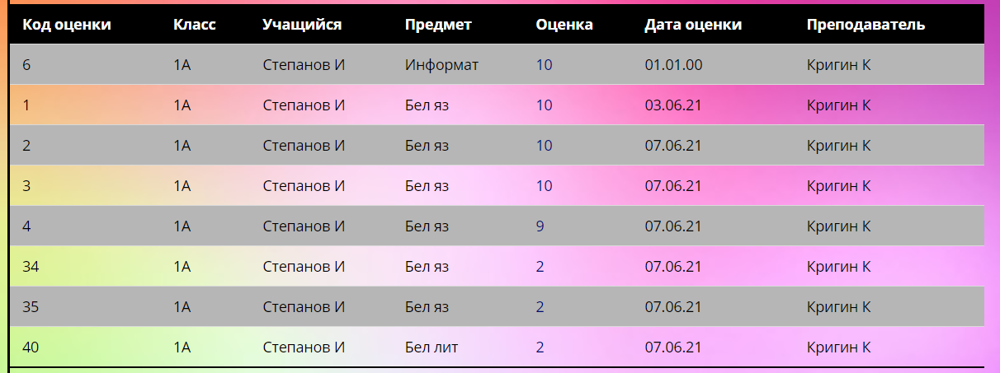 Код оценки Класс Учащийся Предмет Оценка Дата оценки Преподаватель
6 1А Степанов И Информат 10 01.01.00 Кригин К
1 1А Степанов И Бел яз 10 03.06.21 Кригин К
2 1А Степанов И Бел яз 10 07.06.21 Кригин К
3 1А Степанов И Бел яз 10 07.06.21 Кригин К
4 1А Степанов И Бел яз 9 07.06.21 Кригин К
34 1А Степанов И Бел яз 2 07.06.21 Кригин К
35 1А Степанов И Бел яз 2 07.06.21 Кригин К
40 1А Степанов И Бел лит 2 07.06.21 Кригин К